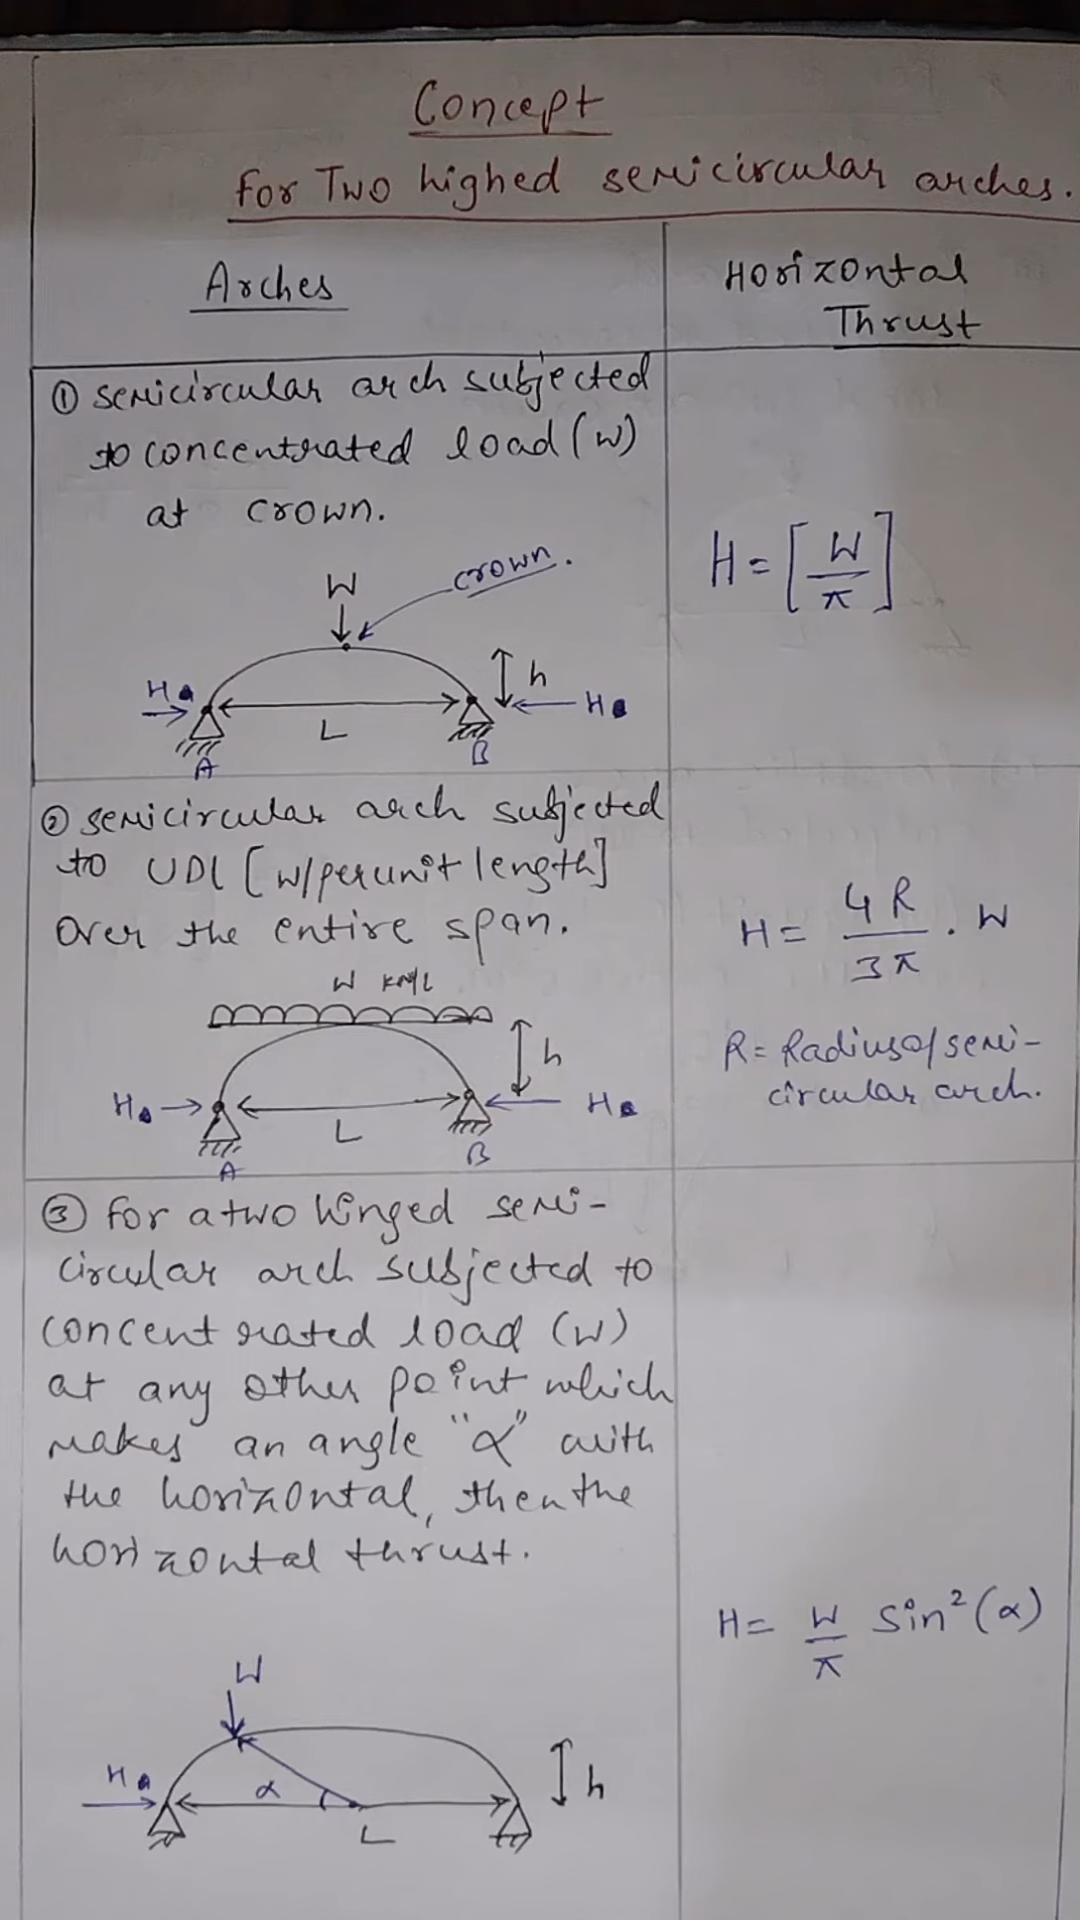 Concept
For Two highed semicircular arches.
Arches
Horizontal
Thrust
① semicircular arch subjected
to concentrated load (W)
at crown.
H = [W/π]
W
crown.
h
H
H
L
A
B
② semicircular arch subjected
to UDL [w/per unit length]
Over the entire span.
H = 4R/3π . W
R = Radius of semi-
circular arch.
W KN/L
h
H
H
L
A
B
③ For a two hinged semi-
circular arch subjected to
concentrated load (W)
at any other point which
makes an angle "α" with
the horizontal, then the
horizontal thrust.
H = W/π Sin²(α)
W
H
α
h
L